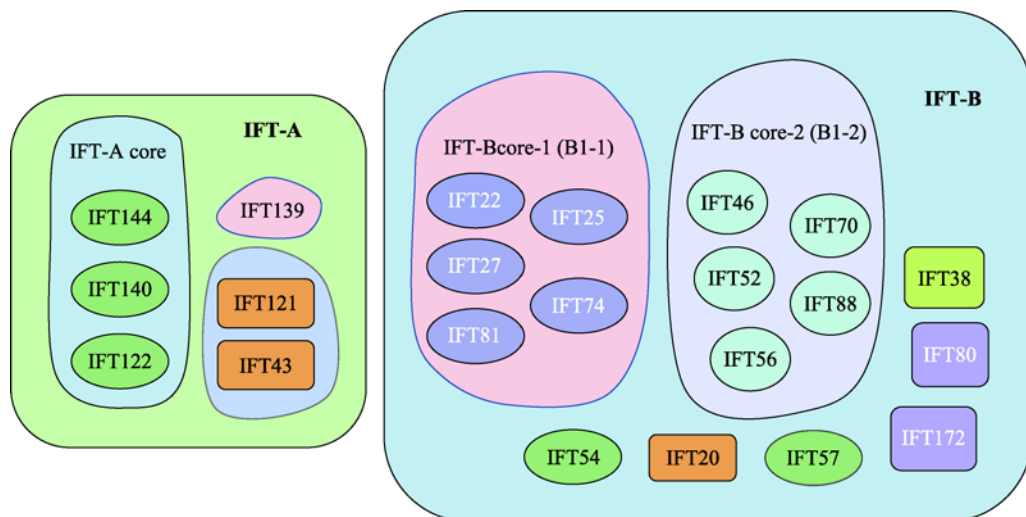 IFT-A
IFT-A core
IFT144
IFT140
IFT122
IFT139
IFT121
IFT43
IFT-B
IFT-Bcore-1 (B1-1)
IFT22
IFT25
IFT27
IFT74
IFT81
IFT-B core-2 (B1-2)
IFT46
IFT70
IFT52
IFT88
IFT56
IFT38
IFT80
IFT172
IFT54
IFT20
IFT57